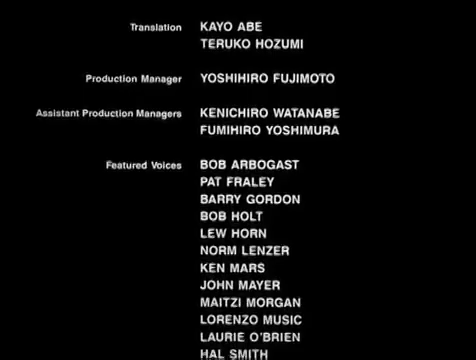 Translation KAYO ABE
TERUKO HOZUMI
Production Manager YOSHIHIRO FUJIMOTO
Assistant Production Managers KENICHIRO WATANABE
FUMIHIRO YOSHIMURA
Featured Voices BOB ARBOGAST
PAT FRALEY
BARRY GORDON
BOB HOLT
LEW HORN
NORM LENZER
KEN MARS
JOHN MAYER
MAITZI MORGAN
LORENZO MUSIC
LAURIE O'BRIEN
HAL SMITH